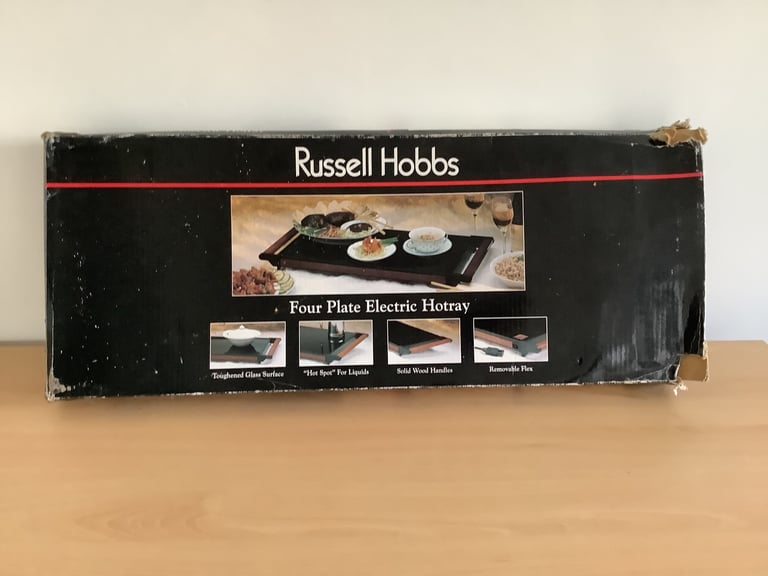 Russell Hobbs
Four Plate Electric Hotray
Toughened Glass Surface
"Hot Spot" For Liquids
Solid Wood Handles
Removable Flex